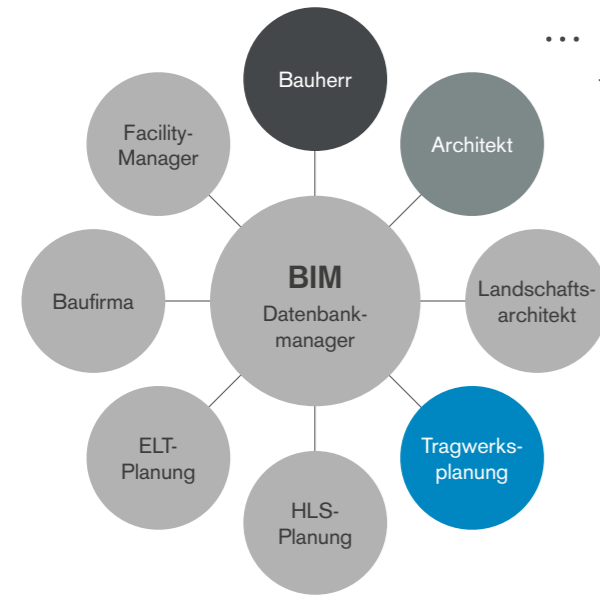 ...
Bauherr
Architekt
Landschafts-
architekt
Tragwerks-
planung
HLS-
Planung
ELT-
Planung
Baufirma
Facility-
Manager
BIM
Datenbank-
manager